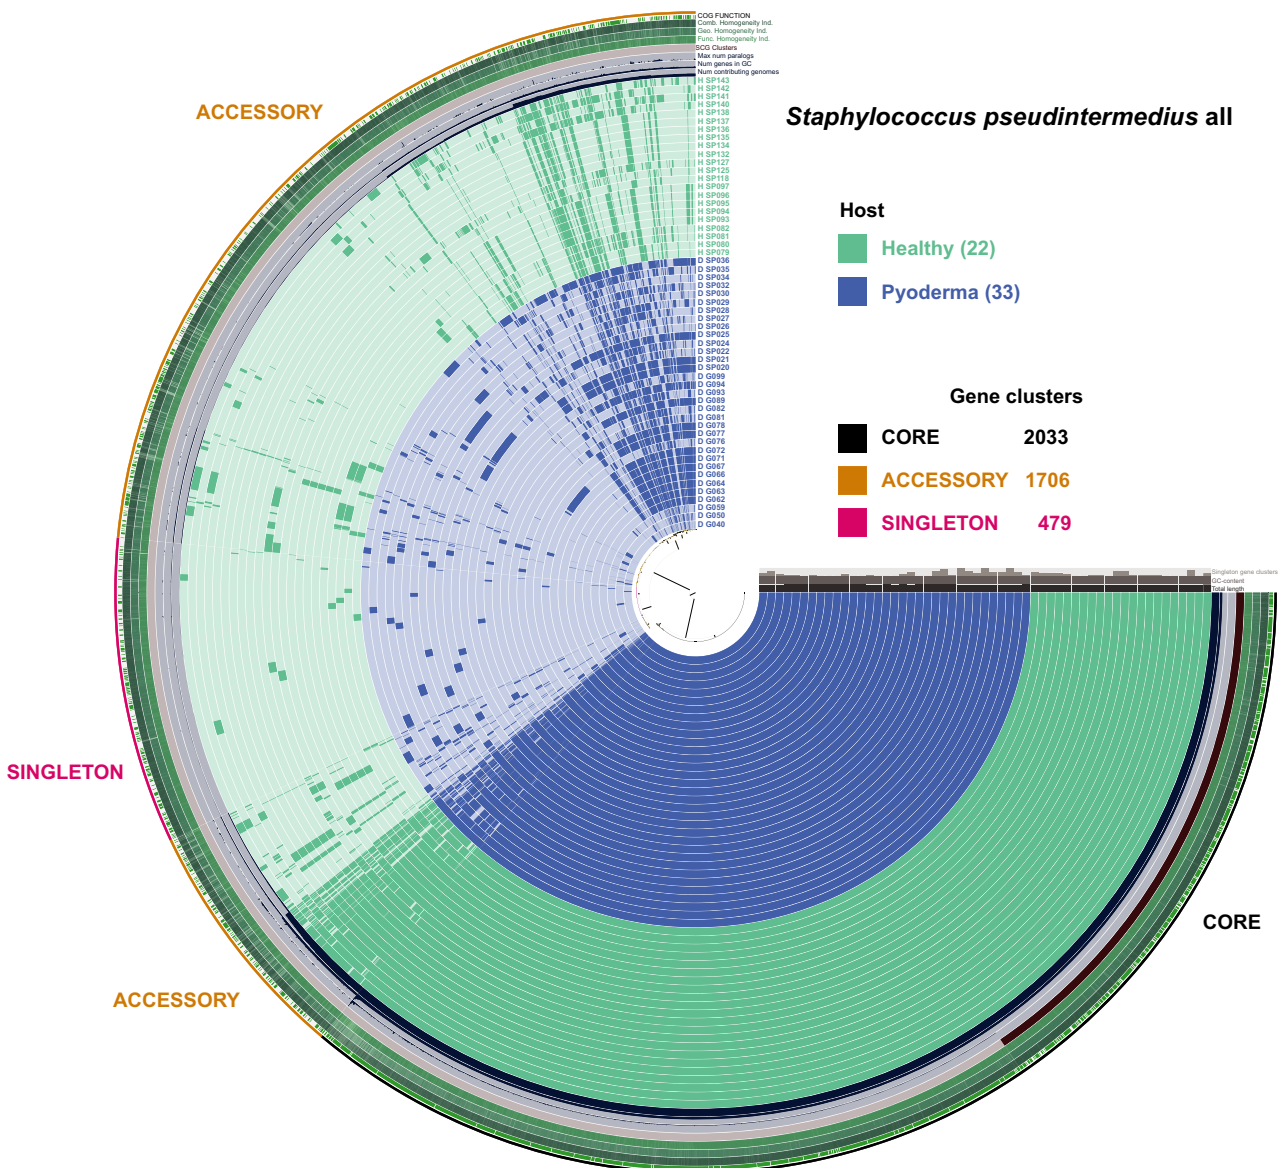 COG FUNCTION
Comb. Homogeneity Ind.
Geo. Homogeneity Ind.
Func. Homogeneity Ind.
SCG Clusters
Max num paralogs
Num genes in GC
Num contributing genomes
H SP143
H SP142
H SP141
H SP140
H SP138
H SP137
H SP136
H SP135
H SP134
H SP132
H SP127
H SP125
H SP118
H SP097
H SP096
H SP095
H SP094
H SP093
H SP082
H SP081
H SP080
H SP079
D SP036
D SP035
D SP034
D SP032
D SP030
D SP029
D SP028
D SP027
D SP026
D SP025
D SP024
D SP022
D SP021
D SP020
D G099
D G094
D G093
D G089
D G082
D G081
D G078
D G077
D G076
D G072
D G071
D G067
D G066
D G064
D G063
D G062
D G059
D G050
D G040
ACCESSORY
Staphylococcus pseudintermedius all
Host
Healthy (22)
Pyoderma (33)
Gene clusters
CORE 2033
ACCESSORY 1706
SINGLETON 479
Singleton gene clusters
GC-content
Total length
SINGLETON
CORE
ACCESSORY